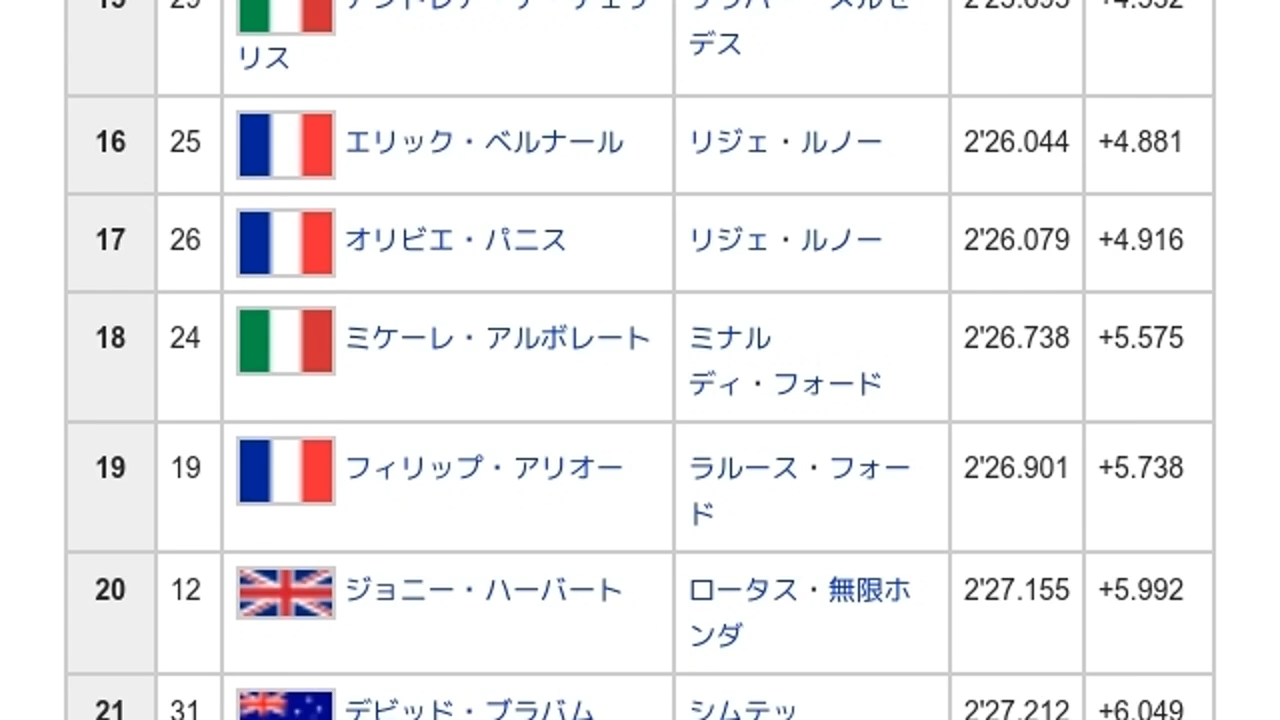 リス
デス
16 25 エリック・ベルナール リジェ・ルノー 2'26.044 +4.881
17 26 オリビエ・パニス リジェ・ルノー 2'26.079 +4.916
18 24 ミケーレ・アルボレート ミナル 2'26.738 +5.575
ディ・フォード
19 19 フィリップ・アリオー ラルース・フォー 2'26.901 +5.738
ド
20 12 ジョニー・ハーバート ロータス・無限ホ 2'27.155 +5.992
ンダ
21 31 デビッド・ブラバム シムテッ 2'27.212 +6.049